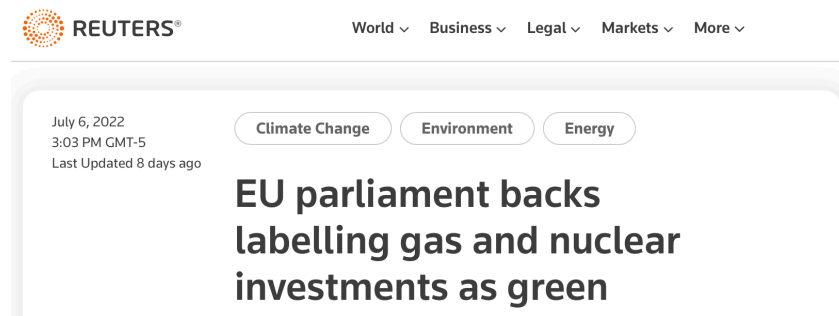 REUTERS®
World Business Legal Markets More
July 6, 2022
3:03 PM GMT-5
Last Updated 8 days ago
Climate Change Environment Energy
EU parliament backs
labelling gas and nuclear
investments as green